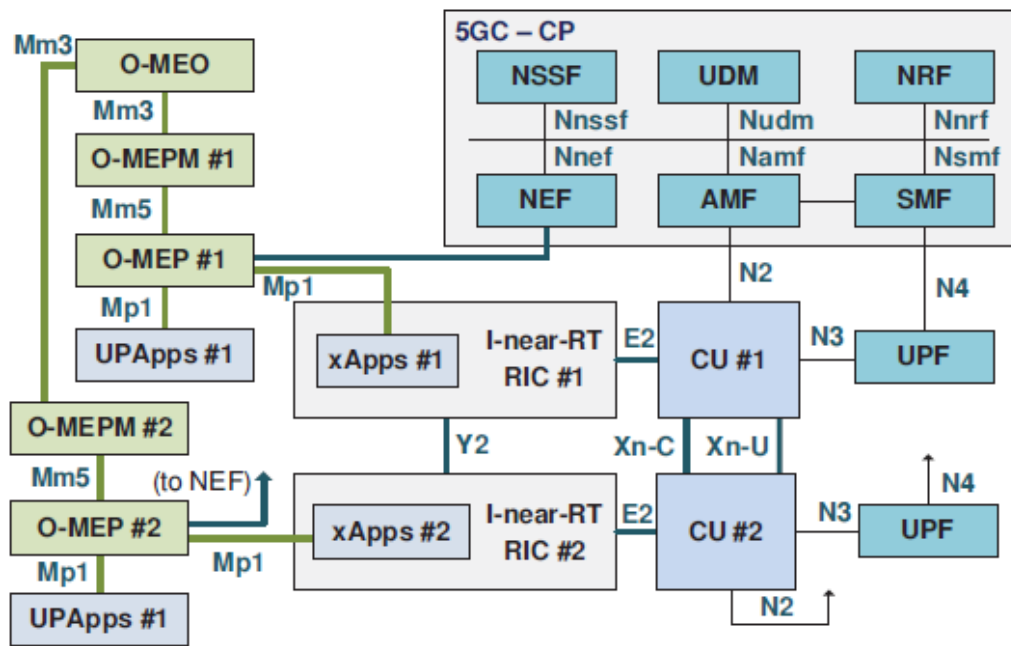 5GC – CP
Mm3
O-MEO
NSSF
UDM
NRF
Mm3
Nnssf
Nudm
Nnrf
O-MEPM #1
Nnef
Namf
Nsmf
Mm5
NEF
AMF
SMF
O-MEP #1
Mp1
N2
N4
Mp1
UPApps #1
xApps #1
I-near-RT
RIC #1
E2
CU #1
N3
UPF
O-MEPM #2
Y2
Xn-C
Xn-U
Mm5
(to NEF)
N4
O-MEP #2
xApps #2
I-near-RT
RIC #2
E2
CU #2
N3
UPF
Mp1
Mp1
UPApps #1
N2